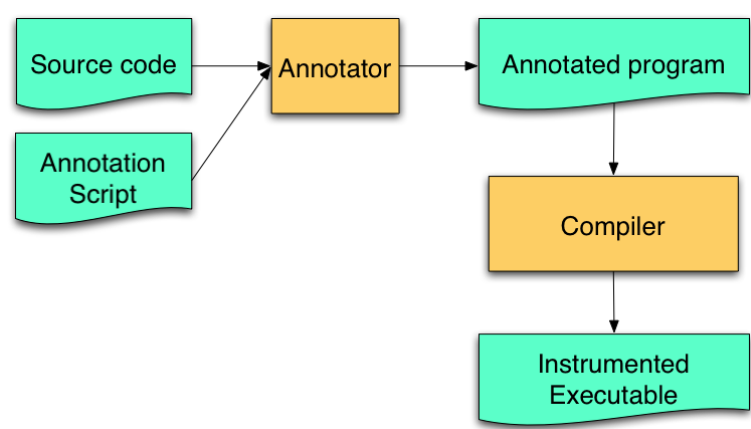 Source code
Annotator
Annotated program
Annotation
Script
Compiler
Instrumented
Executable